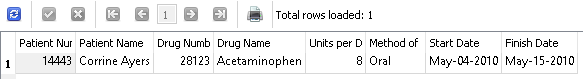 1 Total rows loaded: 1
Patient Nur Patient Name Drug Numb Drug Name Units per D Method of Start Date Finish Date
1 14443 Corrine Ayers 28123 Acetaminophen 8 Oral May-04-2010 May-15-2010